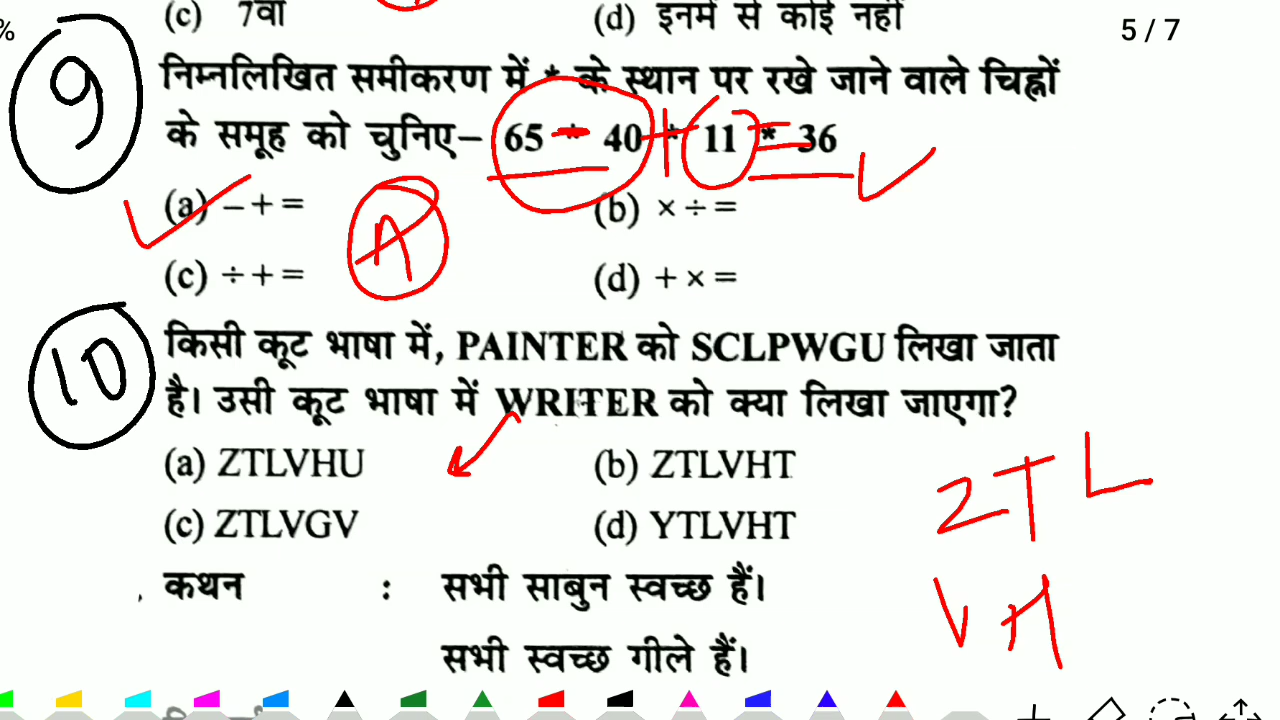 %
(c) 7वा (d) इनमें से कोई नहीं 5 / 7
9 निम्नलिखित समीकरण में * के स्थान पर रखे जाने वाले चिह्नों
के समूह को चुनिए– 65 * 40 * 11 * 36
(a) – + = (b) × ÷ =
A
(c) ÷ + = (d) + × =
10 किसी कूट भाषा में, PAINTER को SCLPWGU लिखा जाता
है। उसी कूट भाषा में WRITER को क्या लिखा जाएगा?
(a) ZTLVHU (b) ZTLVHT
ZTL
(c) ZTLVGV (d) YTLVHT
कथन : सभी साबुन स्वच्छ हैं।
VH
सभी स्वच्छ गीले हैं।